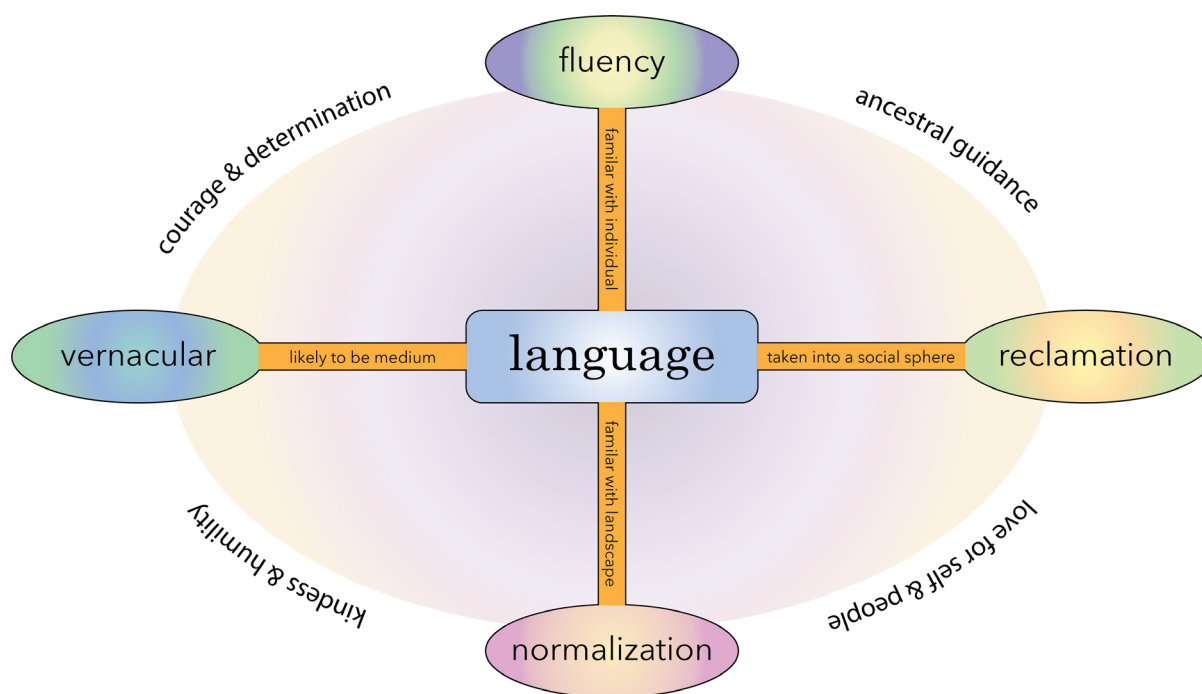 fluency
courage & determination
ancestral guidance
familar with individual
vernacular
likely to be medium
language
taken into a social sphere
reclamation
familar with landscape
kindess & humility
love for self & people
normalization